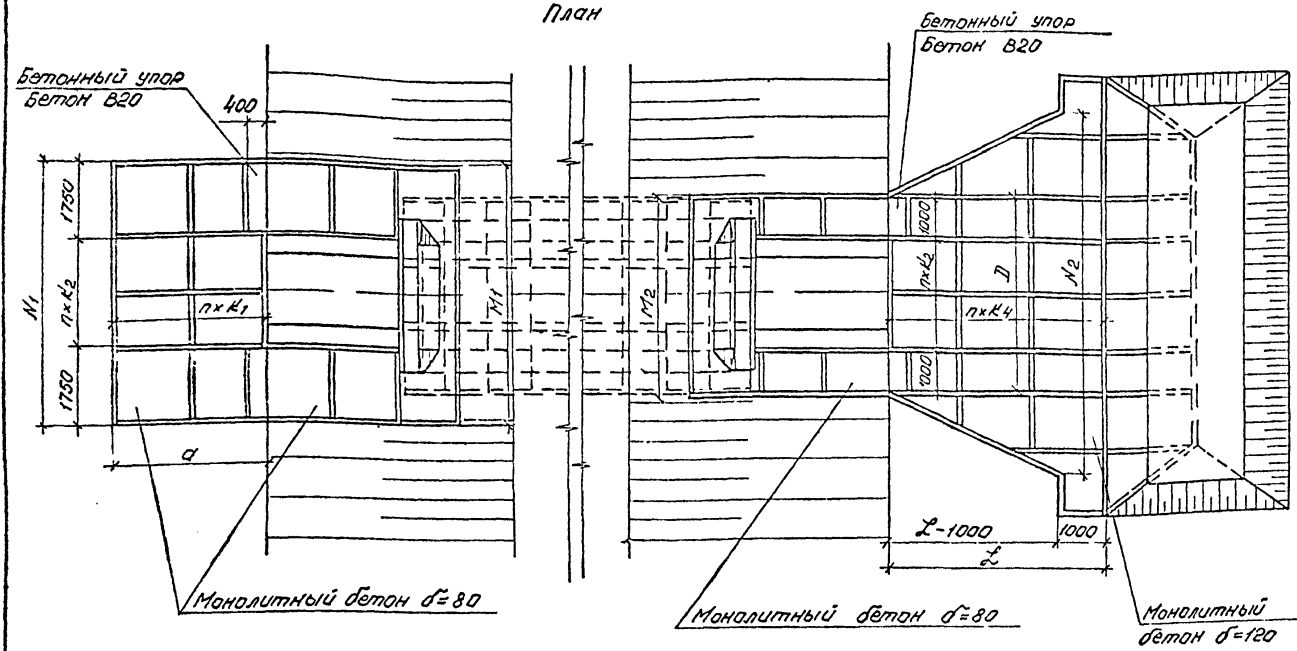 План
Бетонный упор
Бетон В20
Бетонный упор
Бетон В20
400
N1
1750
n×K2
1750
n×K1
a
M1
M2
1000
n×K2
1000
D
N2
n×K4
L-1000
1000
L
Монолитный бетон δ=80
Монолитный бетон δ=80
Монолитный
бетон δ=120